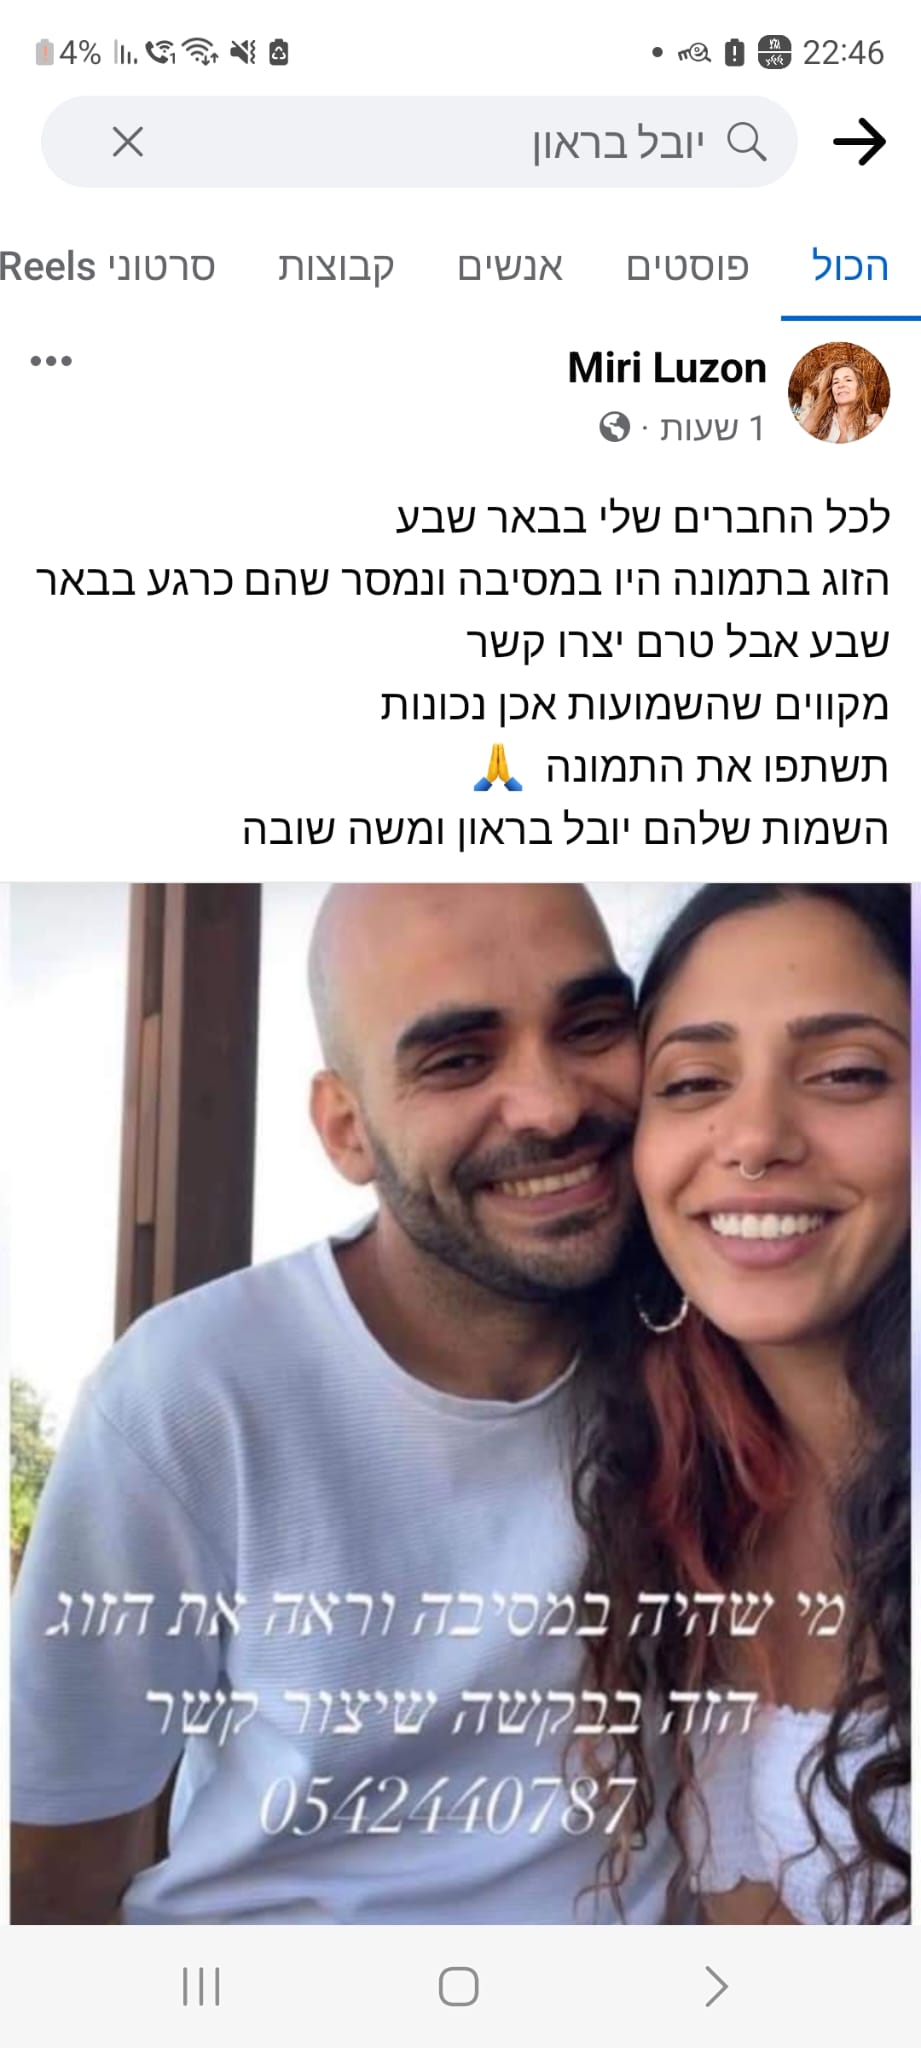 4% 22:46
יובל בראון
הכול פוסטים אנשים קבוצות סרטוני Reels
Miri Luzon
1 שעות ·
לכל החברים שלי בבאר שבע
הזוג בתמונה היו במסיבה ונמסר שהם כרגע בבאר
שבע אבל טרם יצרו קשר
מקווים שהשמועות אכן נכונות
תשתפו את התמונה 🙏
השמות שלהם יובל בראון ומשה שובה
מי שהיה במסיבה וראה את הזוג
הזה בבקשה שיצור קשר
0542440787